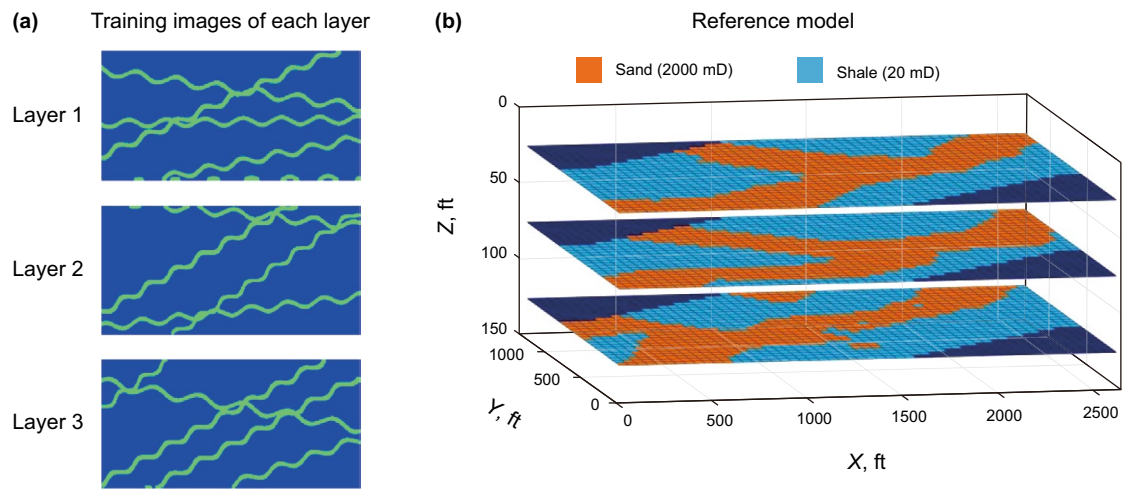 (a) Training images of each layer
Layer 1
Layer 2
Layer 3
(b) Reference model
Sand (2000 mD) Shale (20 mD)
0
50
100
150
Z, ft
1000
500
0
Y, ft
0 500 1000 1500 2000 2500
X, ft